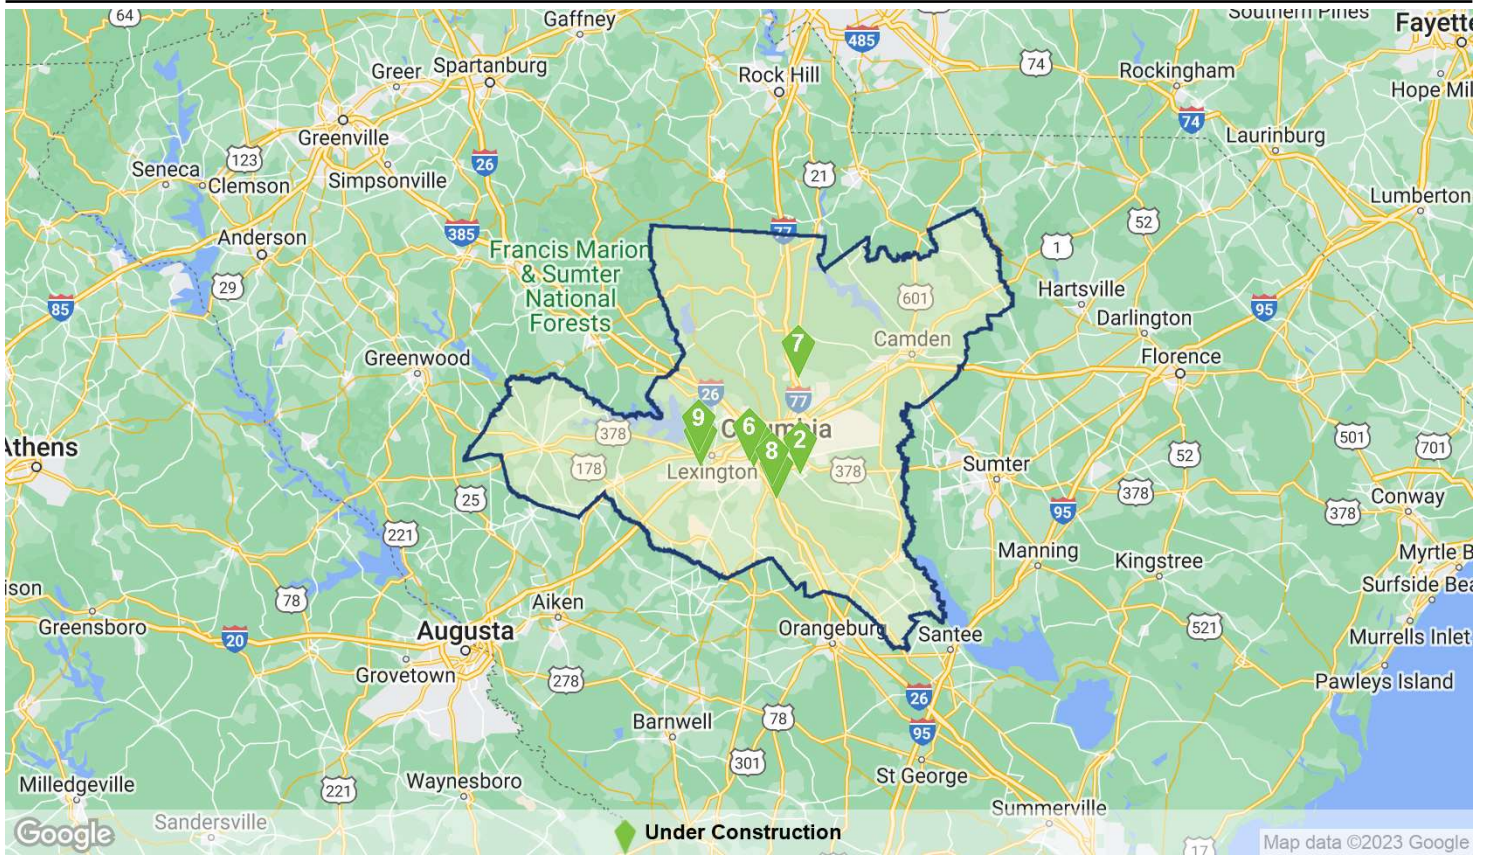 64
Gaffney
Southern Pines
Fayette
485
Greer
Spartanburg
Rock Hill
74
Rockingham
Hope Mil
Greenville
74
Laurinburg
123
26
Seneca
Clemson
Simpsonville
21
Lumberton
Anderson
385
77
52
1
Francis Marion
& Sumter
National
Forests
29
601
Hartsville
85
95
Darlington
Greenwood
7
Camden
Florence
26
77
9
6
Columbia
2
8
Athens
378
178
Lexington
378
501
701
Sumter
52
25
378
95
Conway
378
221
Manning
Kingstree
Myrtle B
Surfside Bea
ison
78
Aiken
Greensboro
20
Augusta
Orangeburg
Santee
521
Murrells Inlet
Grovetown
278
Pawleys Island
26
Barnwell
78
95
301
Milledgeville
221
Waynesboro
St George
Summerville
Sandersville
Google
Under Construction
17
Map data ©2023 Google